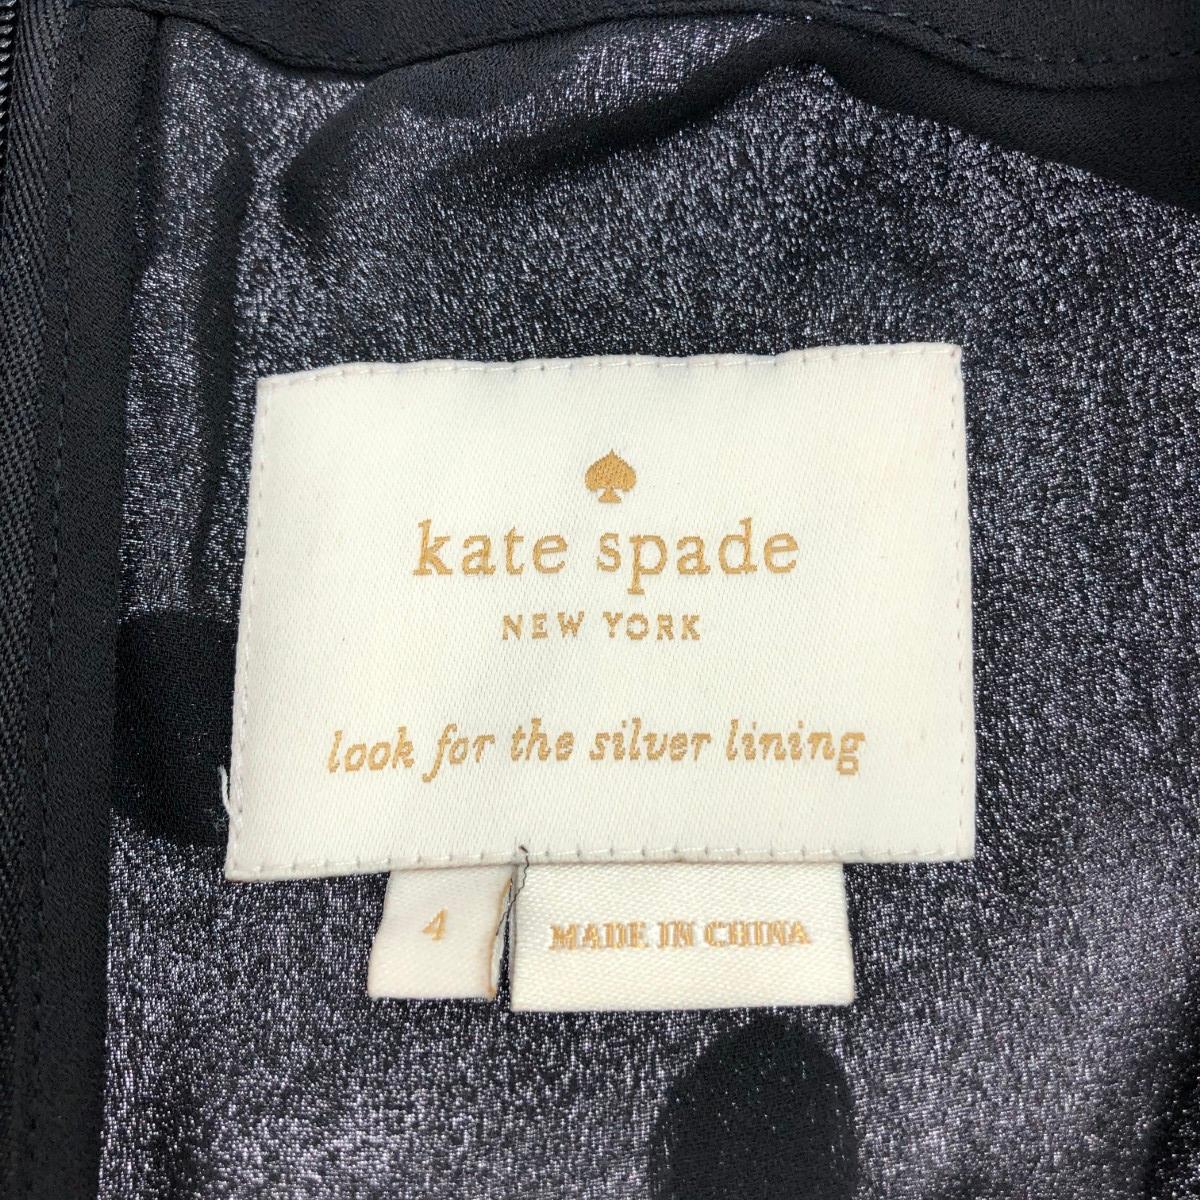 kate spade
NEW YORK
look for the silver lining
4
MADE IN CHINA